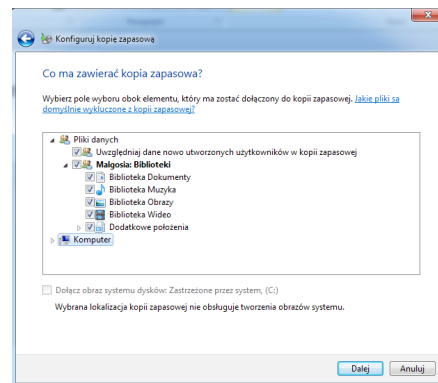 Konfiguruj kopię zapasową
Co ma zawierać kopia zapasowa?
Wybierz pole wyboru obok elementu, który ma zostać dołączony do kopii zapasowej. Jakie pliki są
domyślnie wykluczone z kopii zapasowej?
Pliki danych
Uwzględniaj dane nowo utworzonych użytkowników w kopii zapasowej
Malgosia: Biblioteki
Biblioteka Dokumenty
Biblioteka Muzyka
Biblioteka Obrazy
Biblioteka Wideo
Dodatkowe położenia
Komputer
Dołącz obraz systemu dysków: Zastrzeżone przez system, (C:)
Wybrana lokalizacja kopii zapasowej nie obsługuje tworzenia obrazów systemu.
Dalej Anuluj